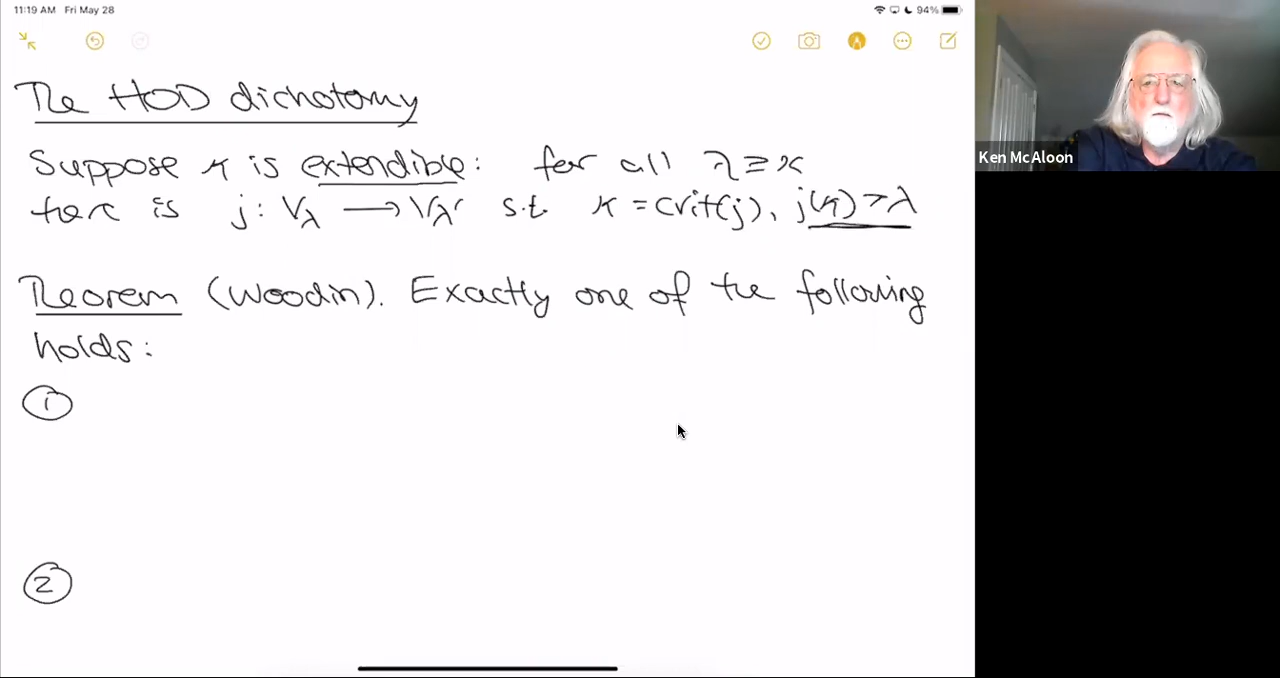 11:19 AM Fri May 28
94%
The HOD dichotomy
Suppose κ is extendible: for all λ ≥ κ
there is j: V_λ → V_λ' s.t. κ = crit(j), j(κ) > λ
Theorem (Woodin). Exactly one of the following
holds:
①
②
Ken McAloon